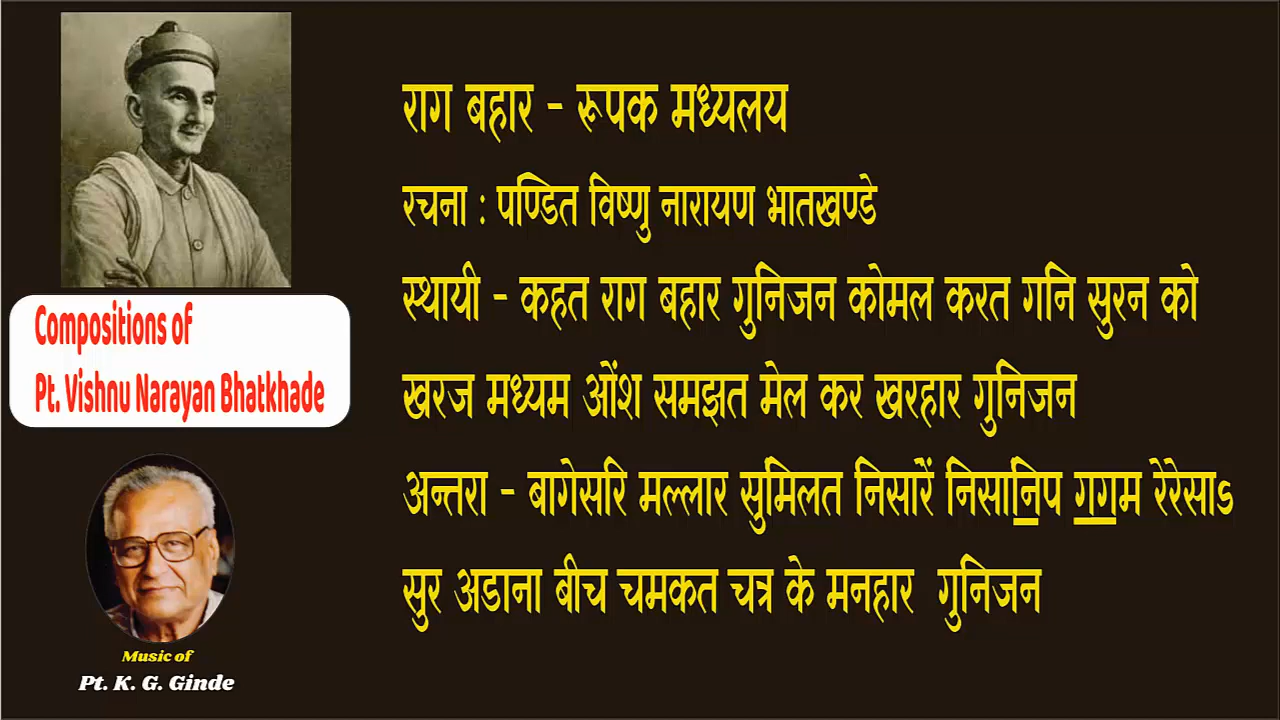 राग बहार - रूपक मध्यलय
रचना : पण्डित विष्णु नारायण भातखण्डे
स्थायी - कहत राग बहार गुनिजन कोमल करत गनि सुरन को
खरज मध्यम ओंश समझत मेल कर खरहार गुनिजन
अन्तरा - बागेसरि मल्लार सुमिलत निसारें निसानि॒प ग॒ग॒म रेरेसाऽ
सुर अडाना बीच चमकत चत्र के मनहार गुनिजन
Compositions of
Pt. Vishnu Narayan Bhatkhade
Music of
Pt. K. G. Ginde